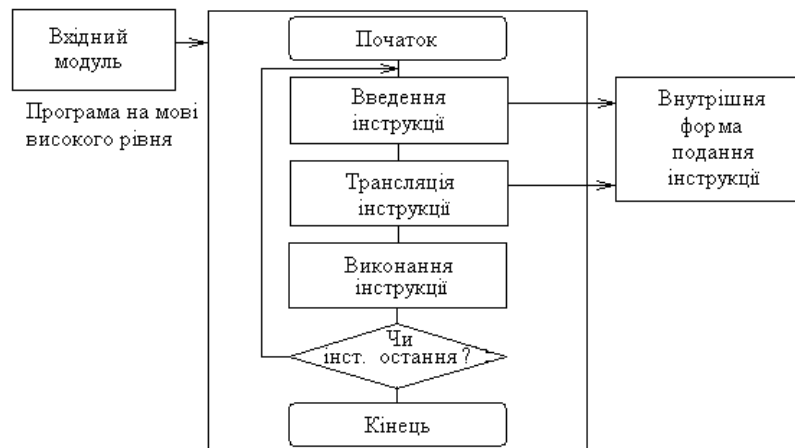 Вхідний
модуль
Програма на мові
високого рівня
Початок
Введення
інструкції
Трансляція
інструкції
Виконання
інструкції
Чи
інст. остання ?
Кінець
Внутрішня
форма
подання
інструкції